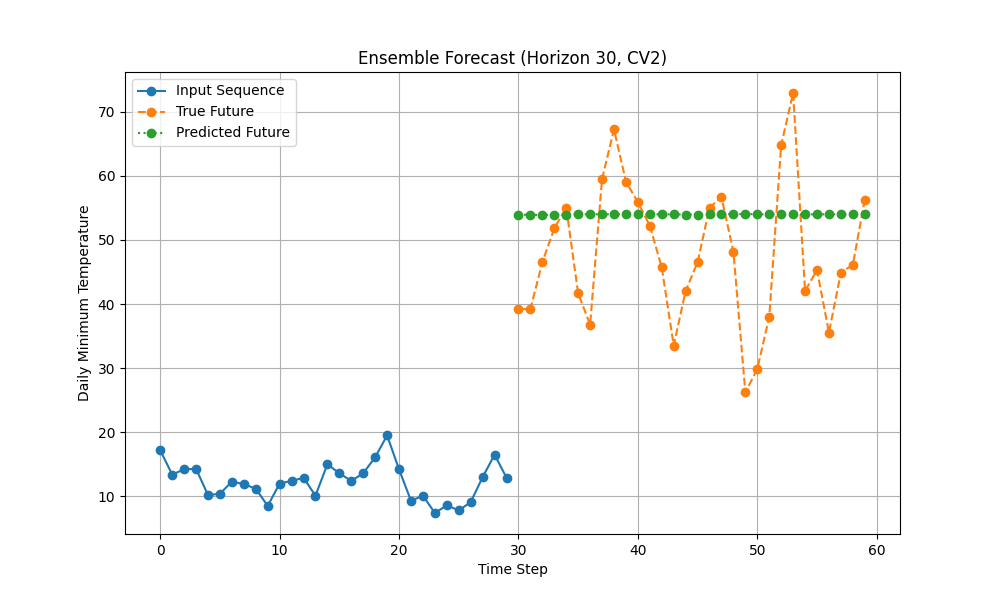 Ensemble Forecast (Horizon 30, CV2)
Input Sequence
True Future
Predicted Future
Daily Minimum Temperature
70
60
50
40
30
20
10
0
10
20
30
40
50
60
Time Step